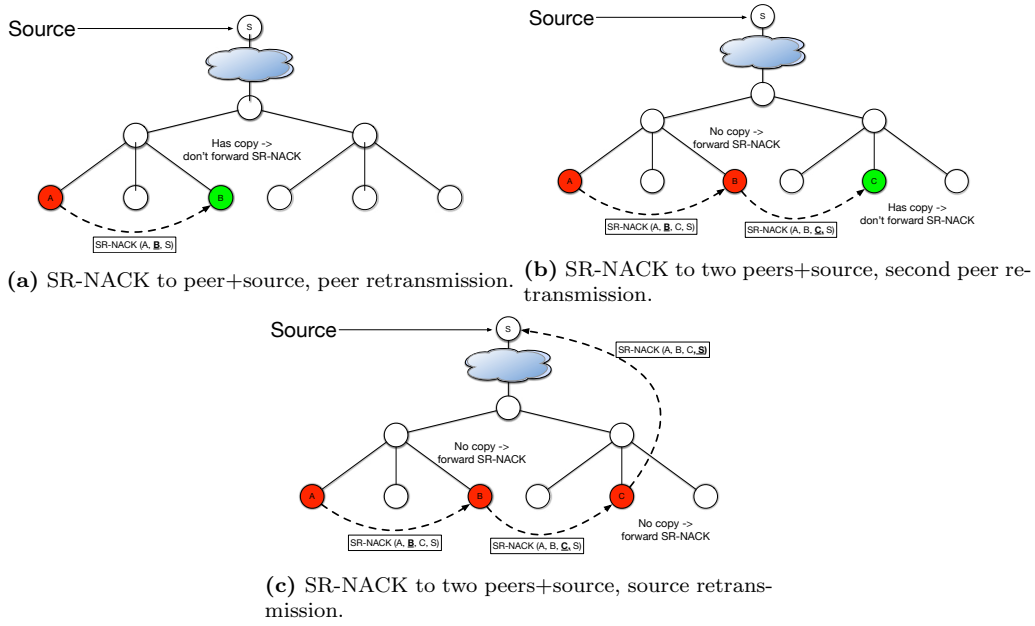 Source
S
Has copy ->
don't forward SR-NACK
A
B
SR-NACK (A, B, S)
(a) SR-NACK to peer+source, peer retransmission.
S
Source
No copy ->
forward SR-NACK
A
B
C
Has copy ->
don't forward SR-NACK
SR-NACK (A, B, C, S)
SR-NACK (A, B, C, S)
(b) SR-NACK to two peers+source, second peer re-
transmission.
Source
S
SR-NACK (A, B, C, S)
No copy ->
forward SR-NACK
A
B
C
No copy ->
forward SR-NACK
SR-NACK (A, B, C, S)
SR-NACK (A, B, C, S)
(c) SR-NACK to two peers+source, source retrans-
mission.